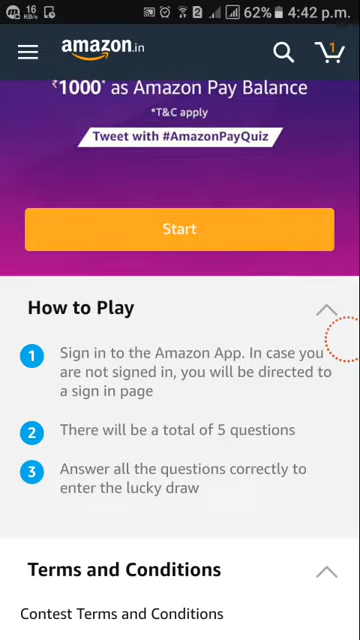 16
KB/s
2
62% 4:42 p.m.
amazon.in
1
₹1000* as Amazon Pay Balance
*T&C apply
Tweet with #AmazonPayQuiz
Start
How to Play
1 Sign in to the Amazon App. In case you
are not signed in, you will be directed to
a sign in page
2 There will be a total of 5 questions
3 Answer all the questions correctly to
enter the lucky draw
Terms and Conditions
Contest Terms and Conditions